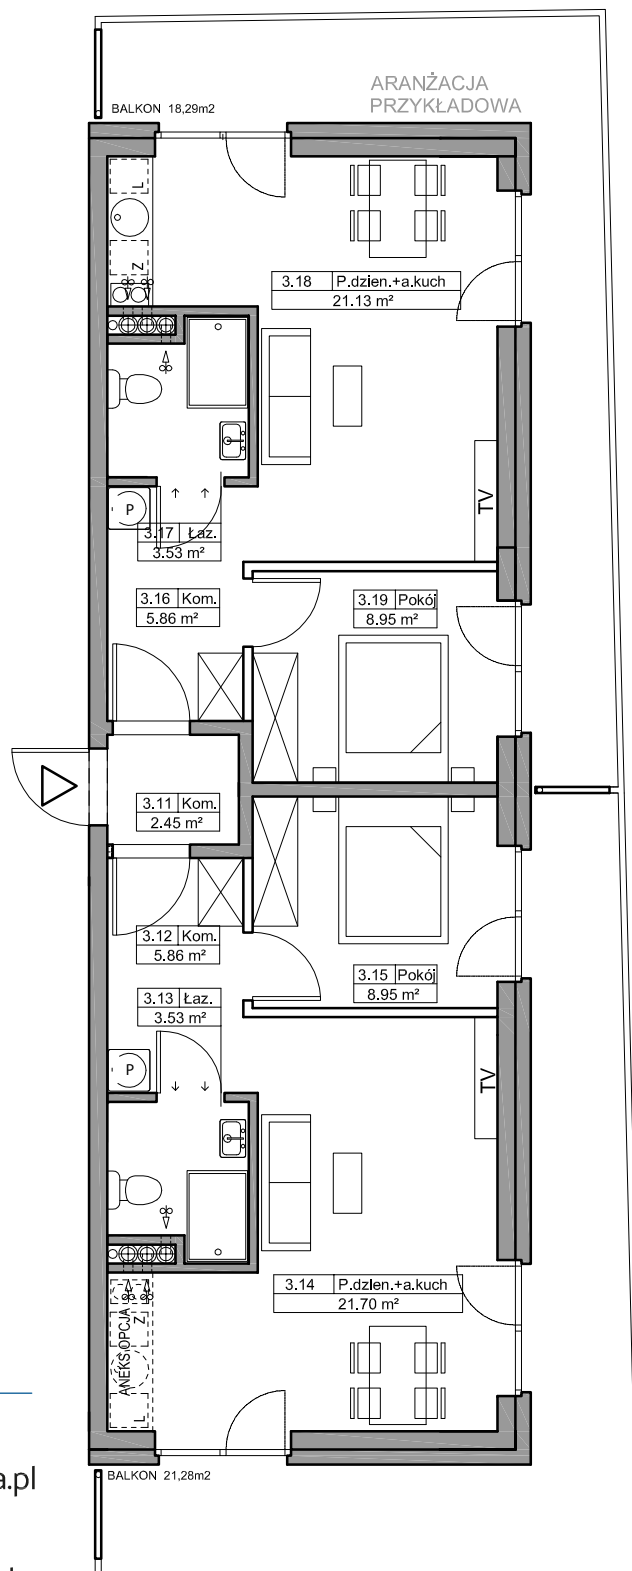 ARANŻACJA
PRZYKŁADOWA
BALKON 18,29m2
L
Z
3.18 P.dzien.+a.kuch
21.13 m²
TV
P
3.17 Łaz.
3.53 m²
3.16 Kom.
5.86 m²
3.19 Pokój
8.95 m²
3.11 Kom.
2.45 m²
3.12 Kom.
5.86 m²
3.15 Pokój
8.95 m²
3.13 Łaz.
3.53 m²
P
TV
3.14 P.dzien.+a.kuch
21.70 m²
ANEKS OPCJA
Z
L
BALKON 21,28m2
a.pl